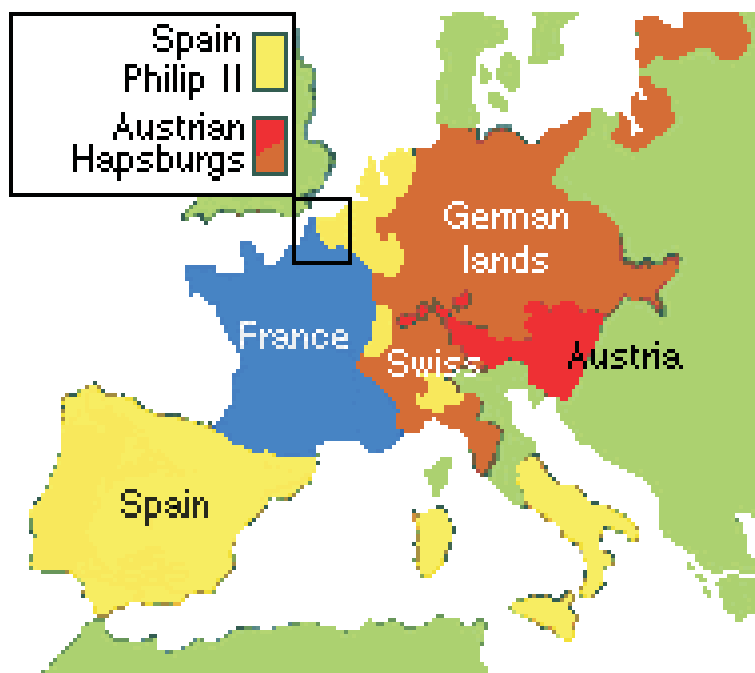 Spain
Philip II
Austrian
Hapsburgs
German
lands
France
Swiss
Austria
Spain